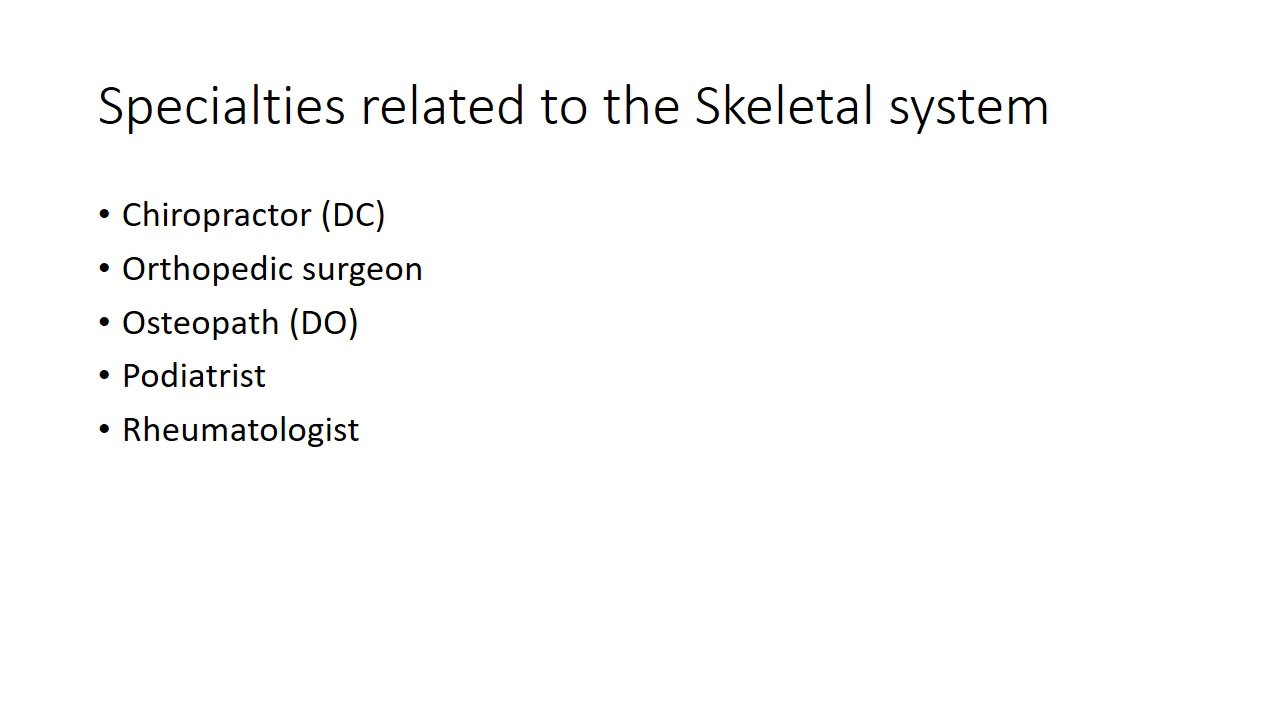 Specialties related to the Skeletal system
• Chiropractor (DC)
• Orthopedic surgeon
• Osteopath (DO)
• Podiatrist
• Rheumatologist